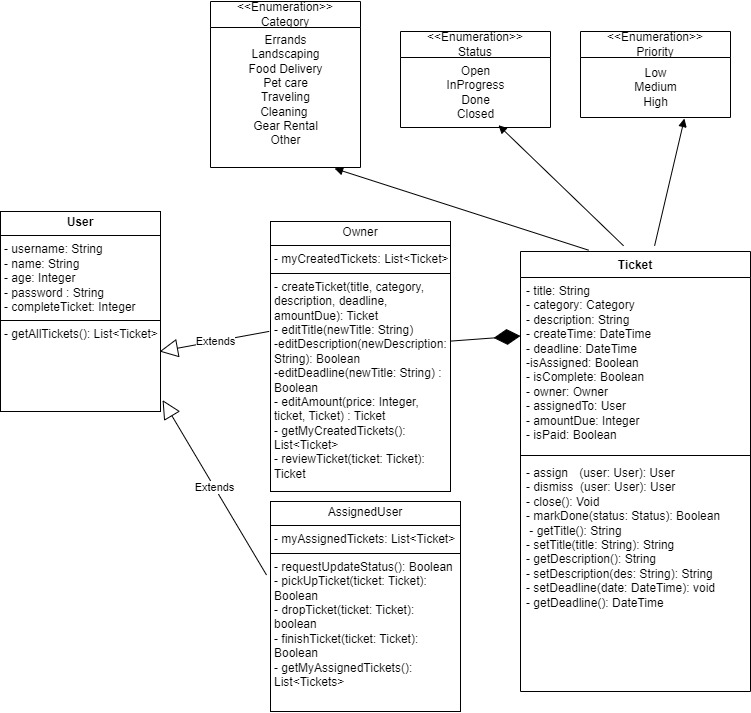 <<Enumeration>>
Category
Errands
Landscaping
Food Delivery
Pet care
Traveling
Cleaning
Gear Rental
Other
<<Enumeration>>
Status
Open
InProgress
Done
Closed
<<Enumeration>>
Priority
Low
Medium
High
User
- username: String
- name: String
- age: Integer
- password : String
- completeTicket: Integer
- getAllTickets(): List<Ticket>
Extends
Extends
Owner
- myCreatedTickets: List<Ticket>
- createTicket(title, category,
description, deadline,
amountDue): Ticket
- editTitle(newTitle: String)
-editDescription(newDescription:
String): Boolean
-editDeadline(newTitle: String) :
Boolean
- editAmount(price: Integer,
ticket, Ticket) : Ticket
- getMyCreatedTickets():
List<Ticket>
- reviewTicket(ticket: Ticket):
Ticket
AssignedUser
- myAssignedTickets: List<Ticket>
- requestUpdateStatus(): Boolean
- pickUpTicket(ticket: Ticket):
Boolean
- dropTicket(ticket: Ticket):
boolean
- finishTicket(ticket: Ticket):
Boolean
- getMyAssignedTickets():
List<Tickets>
Ticket
- title: String
- category: Category
- description: String
- createTime: DateTime
- deadline: DateTime
-isAssigned: Boolean
- isComplete: Boolean
- owner: Owner
- assignedTo: User
- amountDue: Integer
- isPaid: Boolean
- assign (user: User): User
- dismiss (user: User): User
- close(): Void
- markDone(status: Status): Boolean
- getTitle(): String
- setTitle(title: String): String
- getDescription(): String
- setDescription(des: String): String
- setDeadline(date: DateTime): void
- getDeadline(): DateTime